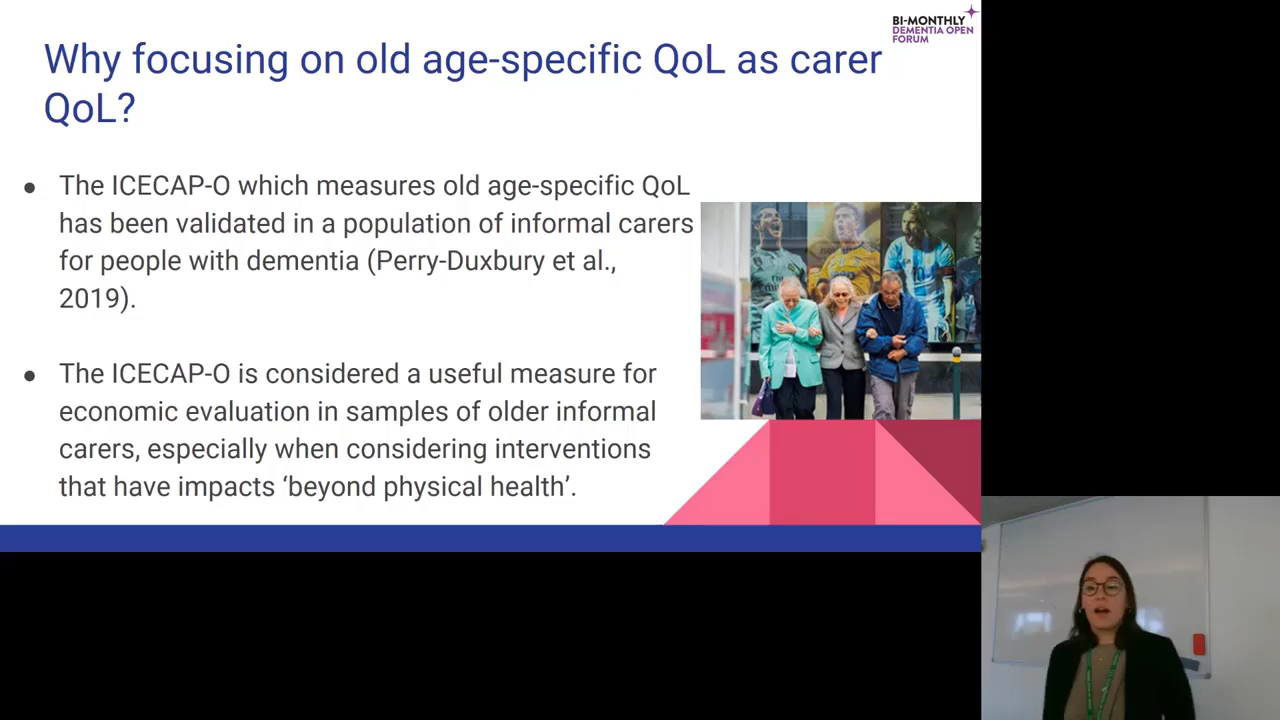 BI-MONTHLY
DEMENTIA OPEN
FORUM
Why focusing on old age-specific QoL as carer
QoL?
● The ICECAP-O which measures old age-specific QoL
has been validated in a population of informal carers
for people with dementia (Perry-Duxbury et al.,
2019).
● The ICECAP-O is considered a useful measure for
economic evaluation in samples of older informal
carers, especially when considering interventions
that have impacts ‘beyond physical health’.